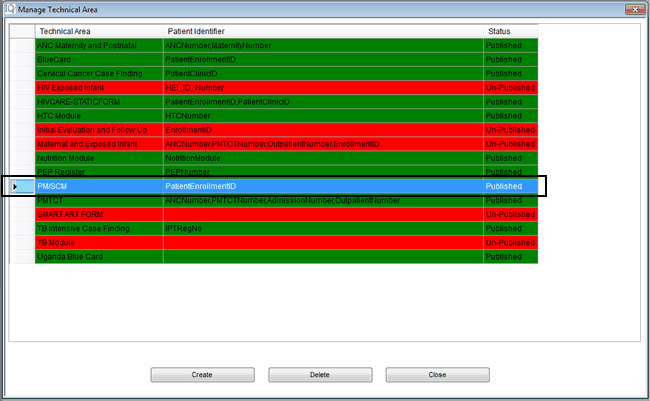 Manage Technical Area
Technical Area Patient Identifier Status
ANC Maternity and Postnatal ANCNumber,MaternityNumber Published
BlueCard PatientEnrollmentID Published
Cervical Cancer Case Finding PatientClinicID Published
HIV Exposed Infant HEI_ID_Number Un-Published
HIVCARE-STATICFORM PatientEnrollmentID,PatientClinicID Published
HTC Module HTCNumber Published
Initial Evaluation and Follow Up EnrollmentID Un-Published
Maternal and Exposed Infant ANCNumber,PMTCTNumber,OutpatientNumber,EnrollmentID Un-Published
Nutrition Module NotritionModule Published
PEP Register PEPNumber Published
PM/SCM PatientEnrollmentID Published
PMTCT ANCNumber,PMTCTNumber,AdmissionNumber,OutpatientNumber Published
SMART ART FORM Un-Published
TB Intensive Case Finding IPTRegNo Published
TB Module Un-Published
Uganda Blue Card Published
Create Delete Close